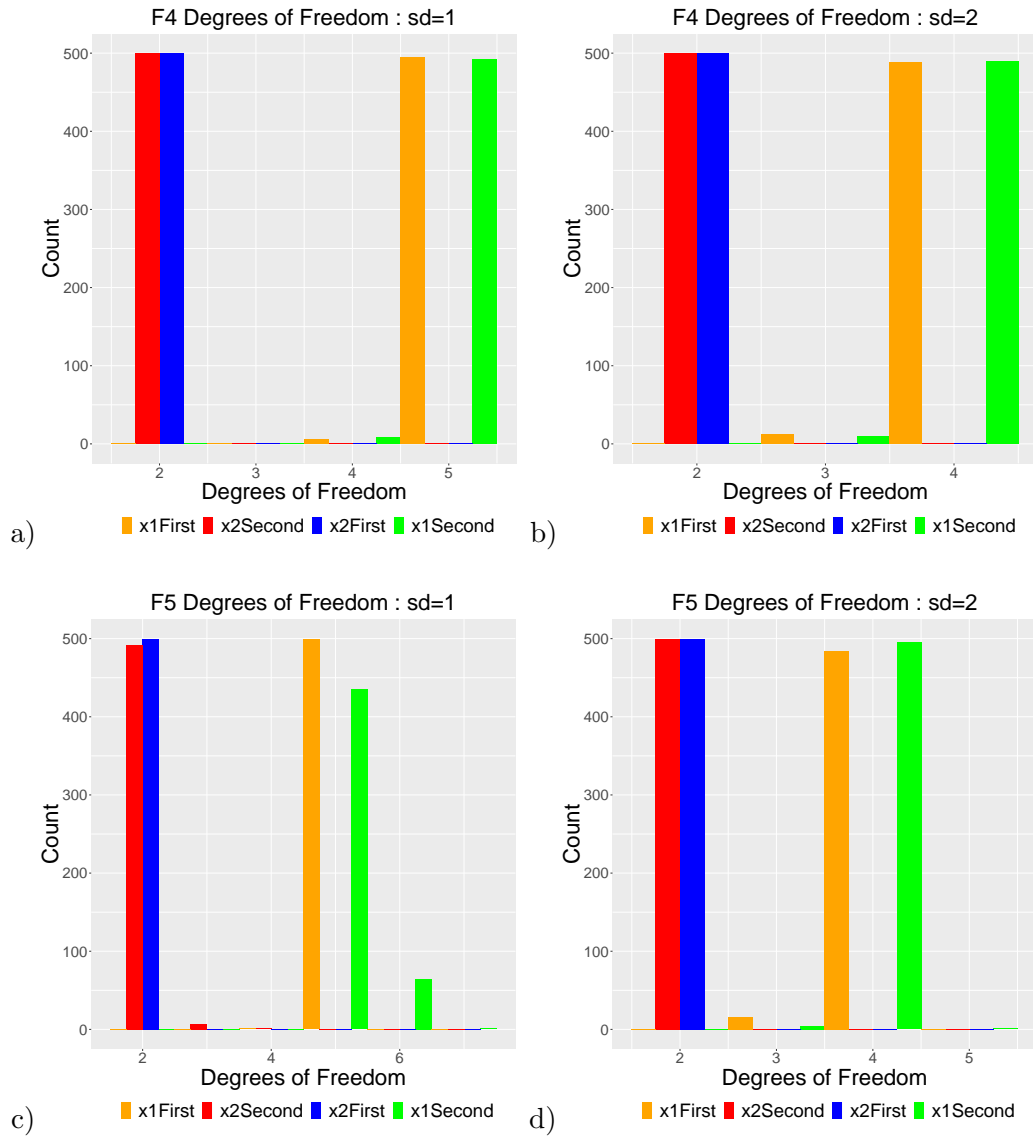 F4 Degrees of Freedom : sd=1
500
400
300
200
100
0
Count
2 3 4 5
Degrees of Freedom
x1First x2Second x2First x1Second
a)
F4 Degrees of Freedom : sd=2
500
400
300
200
100
0
Count
2 3 4
Degrees of Freedom
x1First x2Second x2First x1Second
b)
F5 Degrees of Freedom : sd=1
500
400
300
200
100
0
Count
2 4 6
Degrees of Freedom
x1First x2Second x2First x1Second
c)
F5 Degrees of Freedom : sd=2
500
400
300
200
100
0
Count
2 3 4 5
Degrees of Freedom
x1First x2Second x2First x1Second
d)